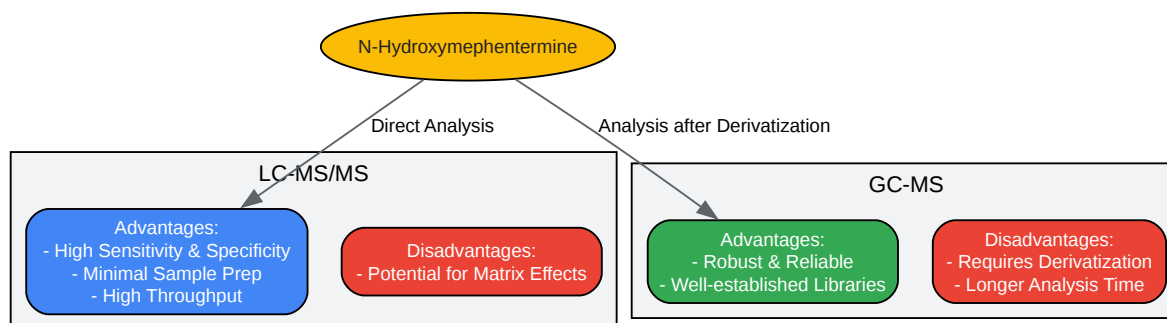 N-Hydroxymephentermine
Direct Analysis
Analysis after Derivatization
LC-MS/MS
Advantages:
- High Sensitivity & Specificity
- Minimal Sample Prep
- High Throughput
Disadvantages:
- Potential for Matrix Effects
GC-MS
Advantages:
- Robust & Reliable
- Well-established Libraries
Disadvantages:
- Requires Derivatization
- Longer Analysis Time